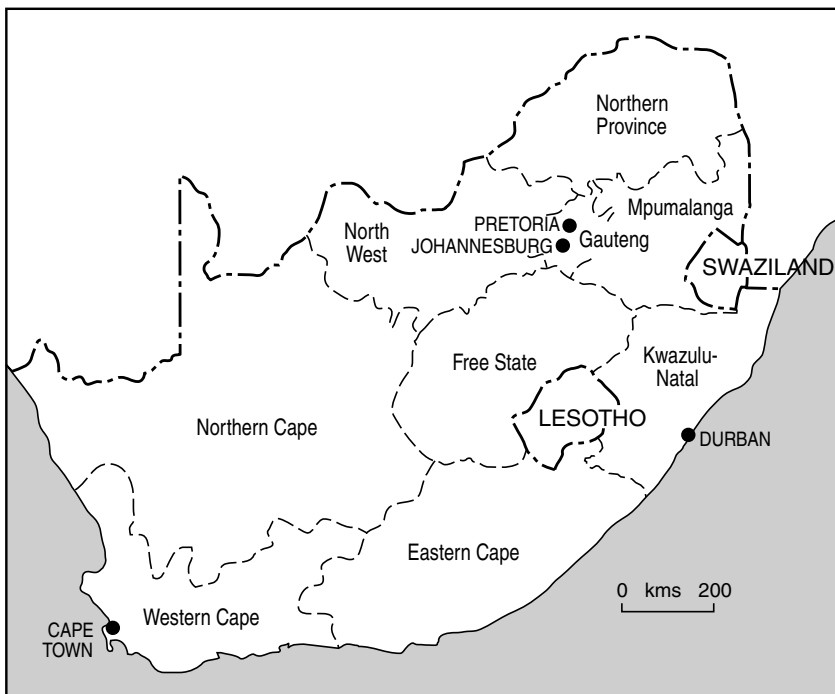 Northern
Province
Mpumalanga
North
West
PRETORIA
JOHANNESBURG
Gauteng
SWAZILAND
Free State
Kwazulu-
Natal
LESOTHO
Northern Cape
DURBAN
Eastern Cape
0 kms 200
Western Cape
CAPE
TOWN